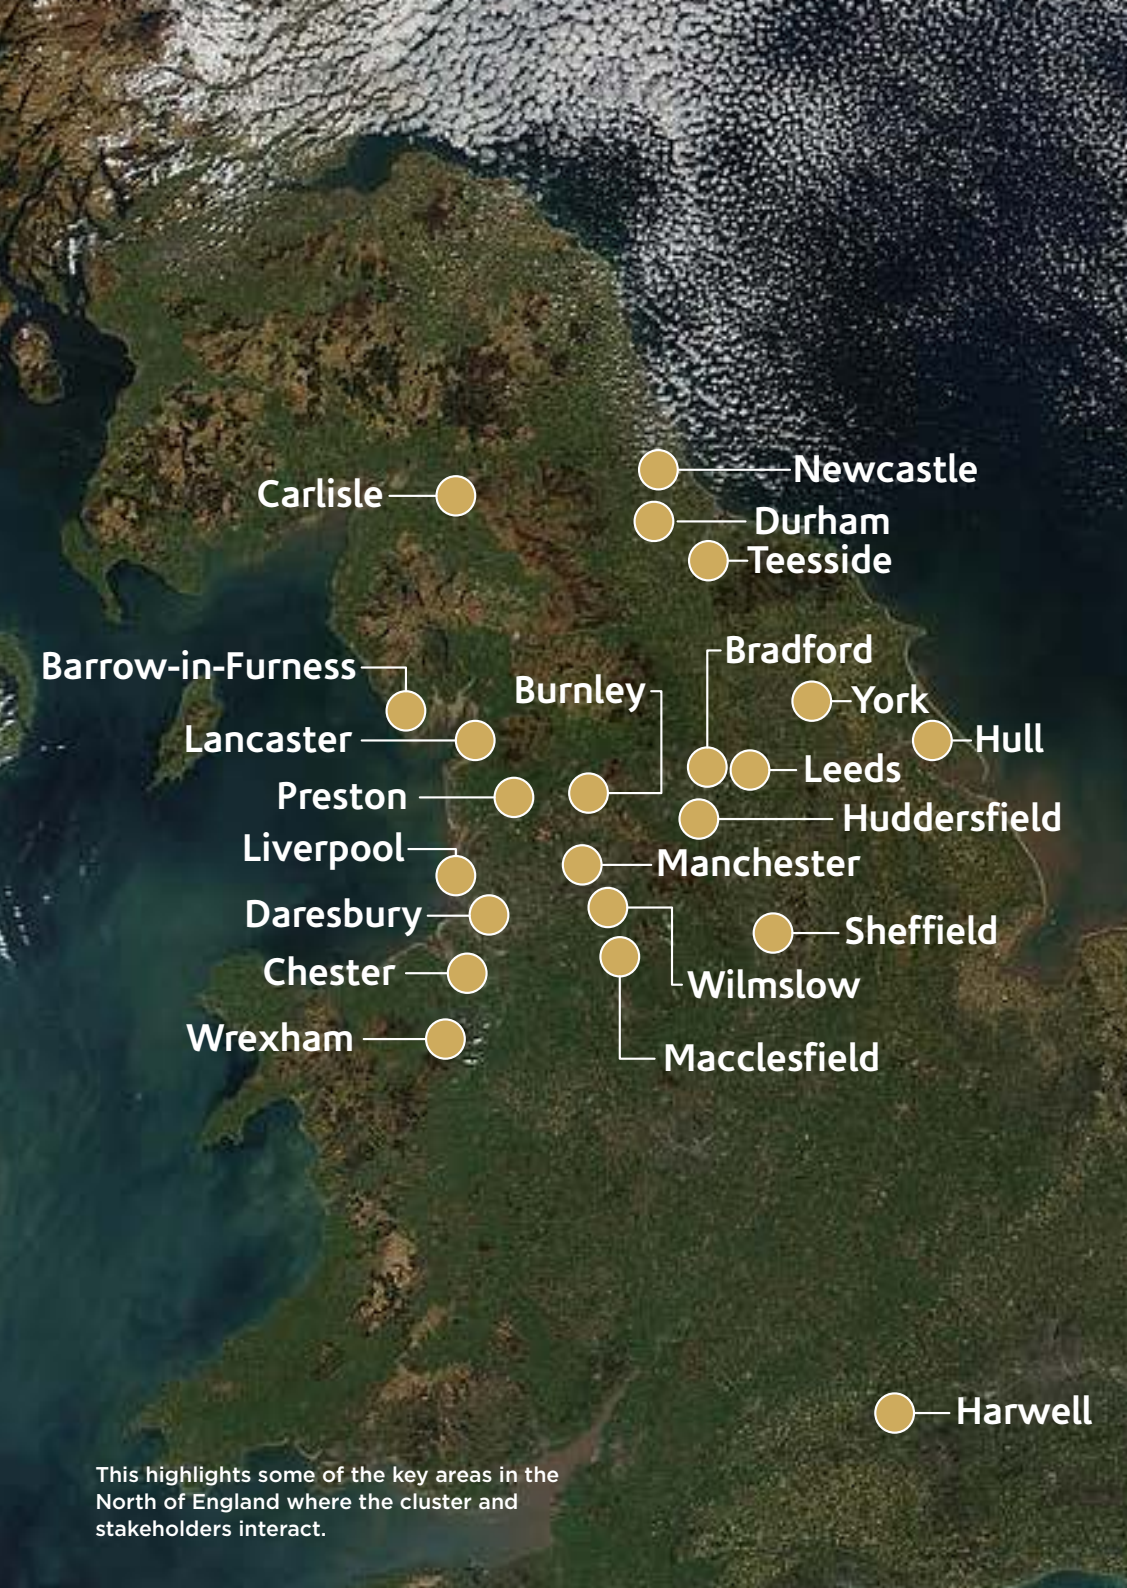 Newcastle
Carlisle
Durham
Teesside
Bradford
Barrow-in-Furness
Burnley
York
Lancaster
Hull
Leeds
Preston
Huddersfield
Liverpool
Manchester
Daresbury
Sheffield
Chester
Wilmslow
Wrexham
Macclesfield
Harwell
This highlights some of the key areas in the
North of England where the cluster and
stakeholders interact.